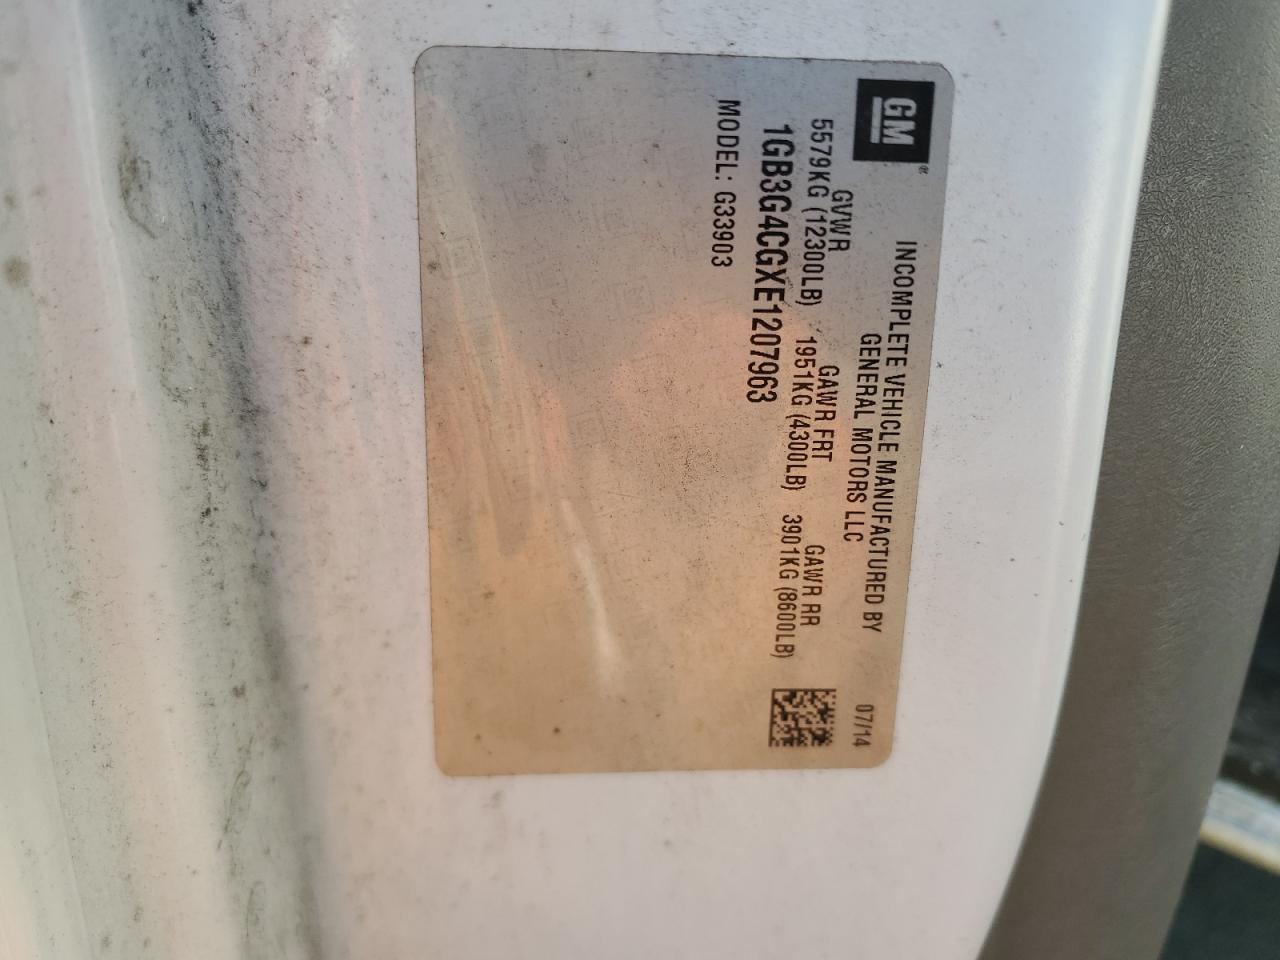 GM®
INCOMPLETE VEHICLE MANUFACTURED BY
GENERAL MOTORS LLC
07/14
GVWR GAWR FRT GAWR RR
5579KG (12300LB) 1951KG (4300LB) 3901KG (8600LB)
1GB3G4CGXE1207963
MODEL: G33903